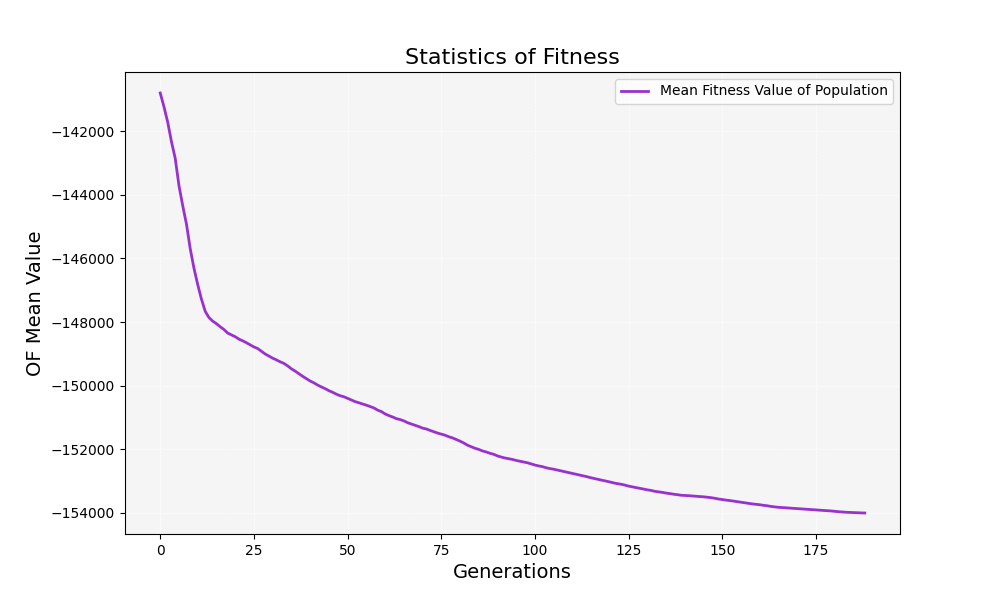 Statistics of Fitness
Mean Fitness Value of Population
OF Mean Value
−142000
−144000
−146000
−148000
−150000
−152000
−154000
0 25 50 75 100 125 150 175
Generations